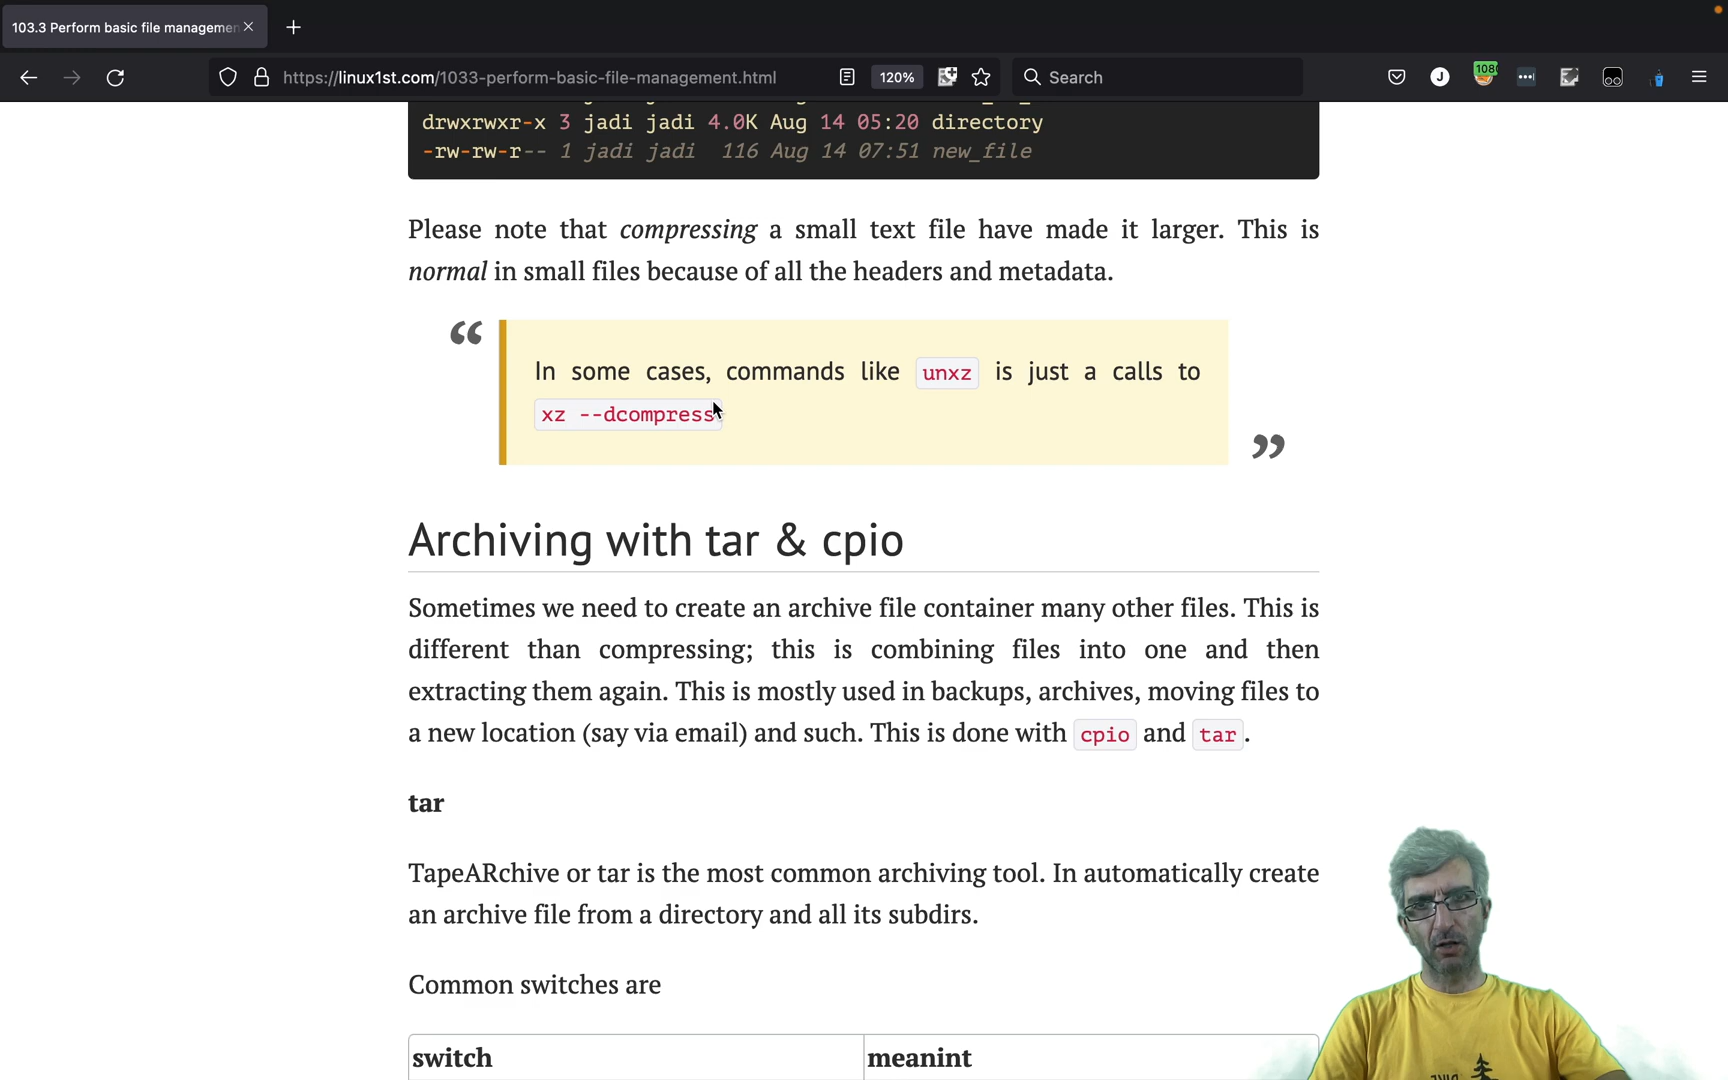 103.3 Perform basic file managemen
https://linux1st.com/1033-perform-basic-file-management.html
120%
Search
J
108
drwxrwxr-x 3 jadi jadi 4.0K Aug 14 05:20 directory
-rw-rw-r-- 1 jadi jadi  116 Aug 14 07:51 new_file
Please note that compressing a small text file have made it larger. This is
normal in small files because of all the headers and metadata.
“
In some cases, commands like unxz is just a calls to
xz --dcompress
”
Archiving with tar & cpio
Sometimes we need to create an archive file container many other files. This is
different than compressing; this is combining files into one and then
extracting them again. This is mostly used in backups, archives, moving files to
a new location (say via email) and such. This is done with cpio and tar.
tar
TapeARchive or tar is the most common archiving tool. In automatically create
an archive file from a directory and all its subdirs.
Common switches are
switch meanint